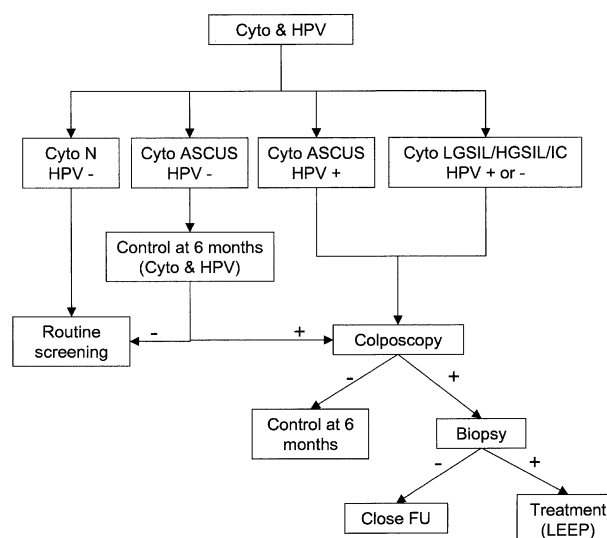 Cyto & HPV
Cyto N
HPV -
Cyto ASCUS
HPV -
Cyto ASCUS
HPV +
Cyto LGSIL/HGSIL/IC
HPV + or -
Control at 6 months
(Cyto & HPV)
-
+
Routine
screening
Colposcopy
-
+
Control at 6
months
Biopsy
-
+
Close FU
Treatment
(LEEP)